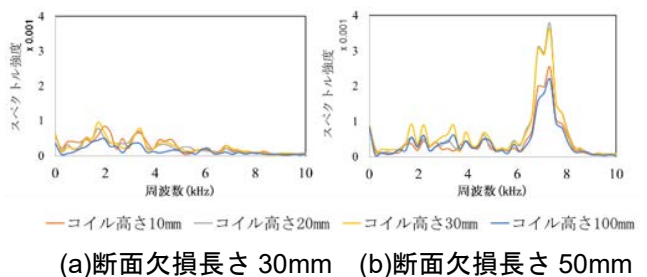 4
3
2
1
0
スペクトル強度
x 0.001
0 2 4 6 8 10
周波数(kHz)
4
3
2
1
0
スペクトル強度
x 0.001
0 2 4 6 8 10
周波数(kHz)
コイル高さ10mm コイル高さ20mm コイル高さ30mm コイル高さ100mm
(a)断面欠損長さ 30mm (b)断面欠損長さ 50mm